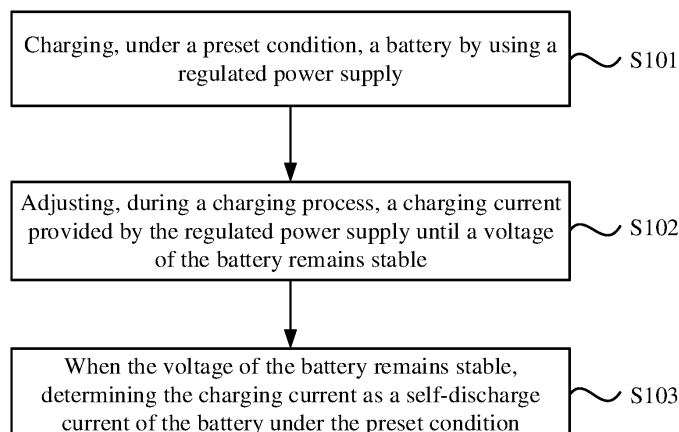 Charging, under a preset condition, a battery by using a
regulated power supply
S101
Adjusting, during a charging process, a charging current
provided by the regulated power supply until a voltage
of the battery remains stable
S102
When the voltage of the battery remains stable,
determining the charging current as a self-discharge
current of the battery under the preset condition
S103